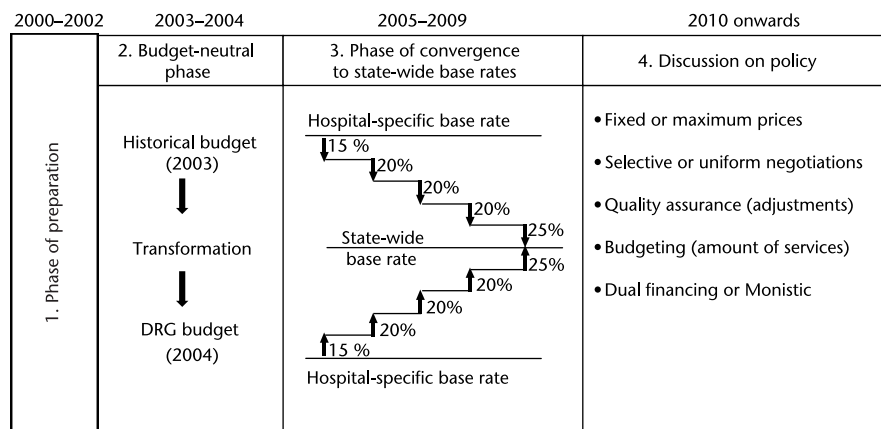 2000–2002
2003–2004
2005–2009
2010 onwards
1. Phase of preparation
2. Budget-neutral
phase
3. Phase of convergence
to state-wide base rates
4. Discussion on policy
Historical budget
(2003)
Transformation
DRG budget
(2004)
Hospital-specific base rate
15 %
20%
20%
20%
25%
State-wide
base rate
25%
20%
20%
20%
15 %
Hospital-specific base rate
• Fixed or maximum prices
• Selective or uniform negotiations
• Quality assurance (adjustments)
• Budgeting (amount of services)
• Dual financing or Monistic